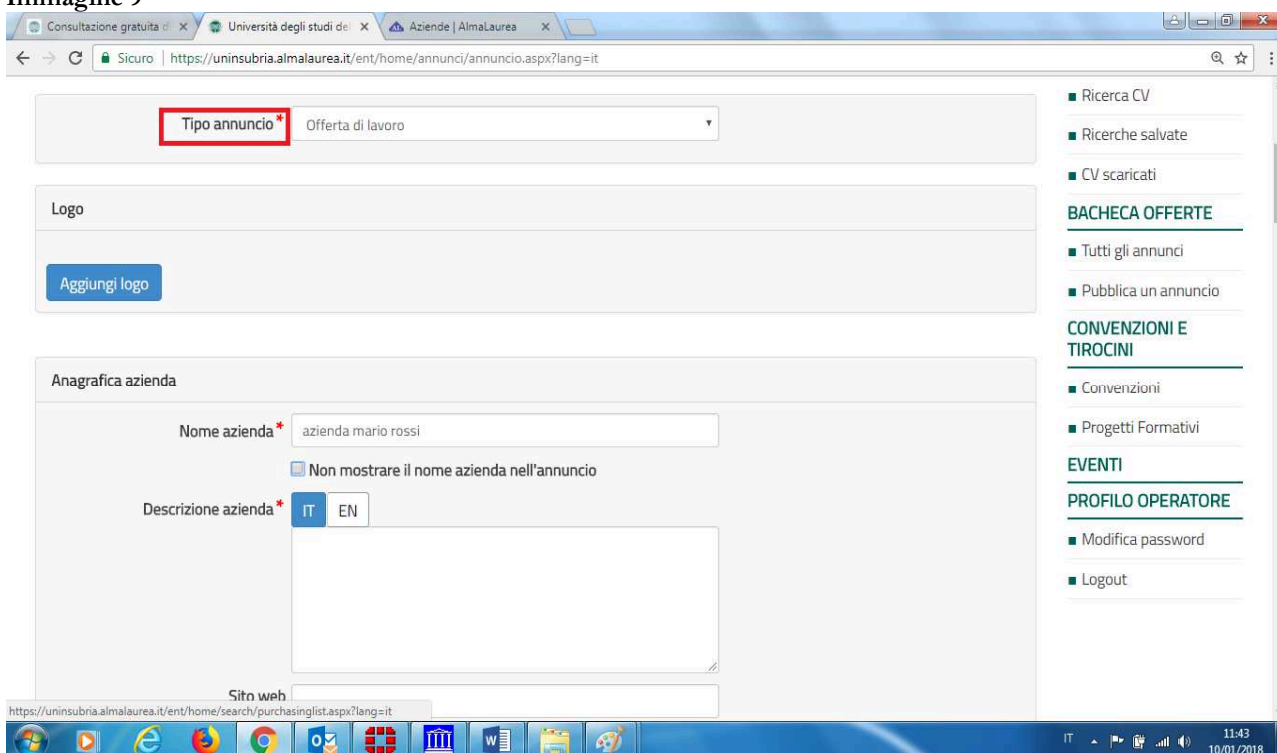 Immagine 9
Consultazione gratuita d
Università degli studi del
Aziende | AlmaLaurea
Sicuro | https://uninsubria.almalaurea.it/ent/home/annunci/annuncio.aspx?lang=it
Tipo annuncio*
Offerta di lavoro
Logo
Aggiungi logo
Anagrafica azienda
Nome azienda*
azienda mario rossi
Non mostrare il nome azienda nell'annuncio
Descrizione azienda*
IT EN
Sito web
Ricerca CV
Ricerche salvate
CV scaricati
BACHECA OFFERTE
Tutti gli annunci
Pubblica un annuncio
CONVENZIONI E
TIROCINI
Convenzioni
Progetti Formativi
EVENTI
PROFILO OPERATORE
Modifica password
Logout
https://uninsubria.almalaurea.it/ent/home/search/purchasinglist.aspx?lang=it
IT
11:43
10/01/2018